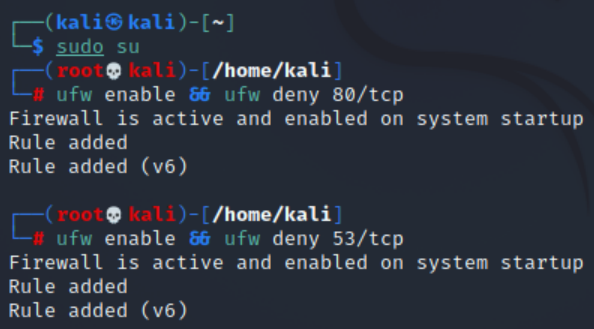 ┌──(kali㉿kali)-[~]
└─$ sudo su
┌──(root💀kali)-[/home/kali]
└─# ufw enable && ufw deny 80/tcp
Firewall is active and enabled on system startup
Rule added
Rule added (v6)
┌──(root💀kali)-[/home/kali]
└─# ufw enable && ufw deny 53/tcp
Firewall is active and enabled on system startup
Rule added
Rule added (v6)